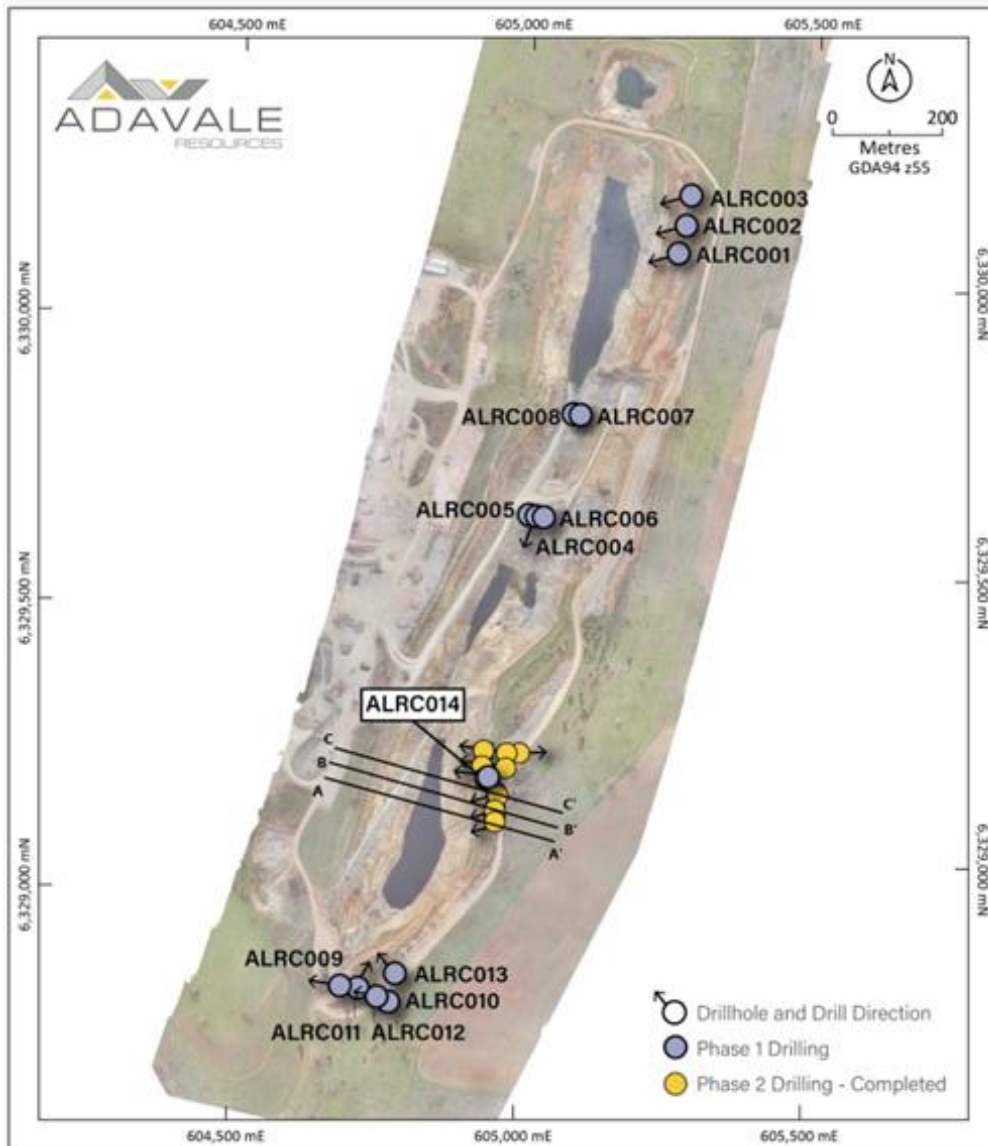 604,500 mE
605,000 mE
605,500 mE
ADAVALE
RESOURCES
N
0 200
Metres
GDA94 z55
ALRC003
ALRC002
ALRC001
6,330,000 mN
6,330,000 mN
ALRC008
ALRC007
ALRC005
ALRC006
ALRC004
6,329,500 mN
6,329,500 mN
ALRC014
C
B
A
C'
B'
A'
6,329,000 mN
6,329,000 mN
ALRC009
ALRC013
ALRC010
ALRC011
ALRC012
Drillhole and Drill Direction
Phase 1 Drilling
Phase 2 Drilling - Completed
604,500 mE
605,000 mE
605,500 mE